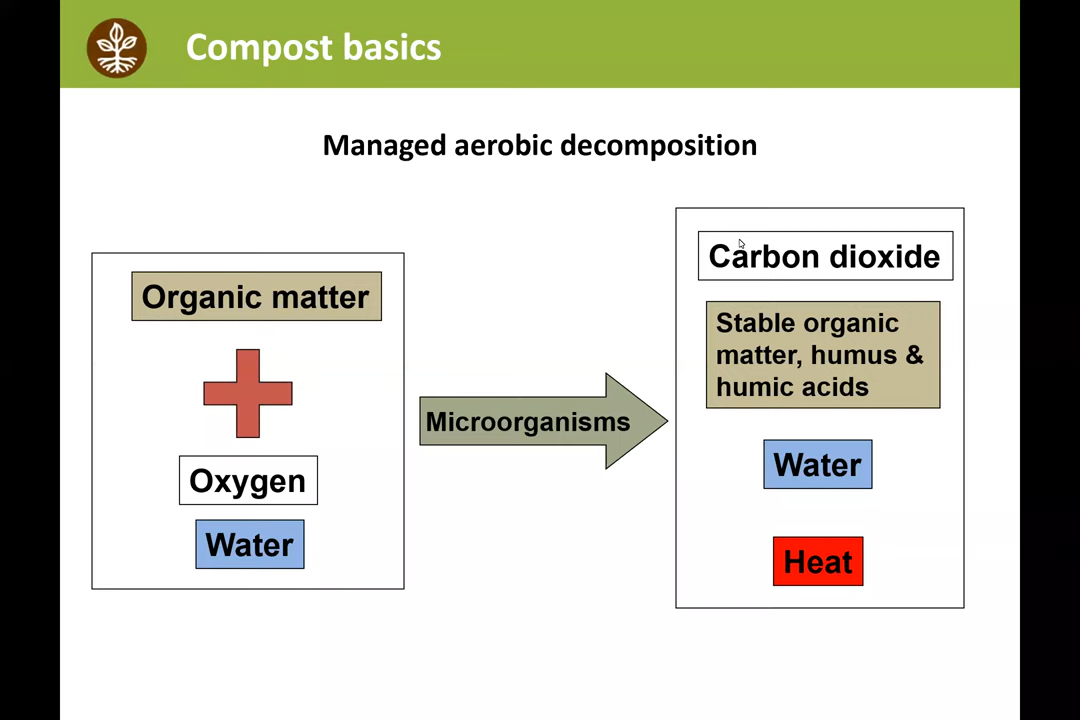 Compost basics
Managed aerobic decomposition
Organic matter
Oxygen
Water
Microorganisms
Carbon dioxide
Stable organic
matter, humus &
humic acids
Water
Heat